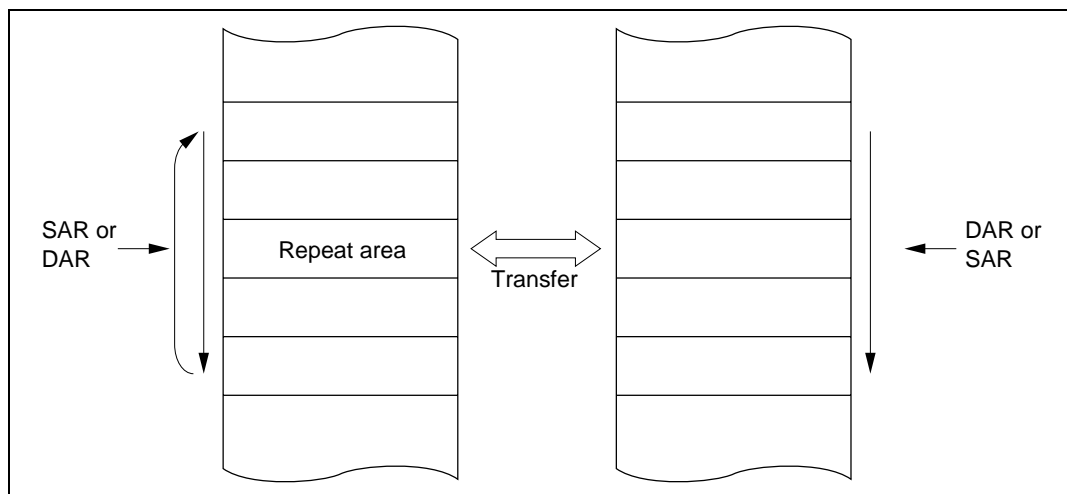 SAR or
DAR
Repeat area
Transfer
DAR or
SAR